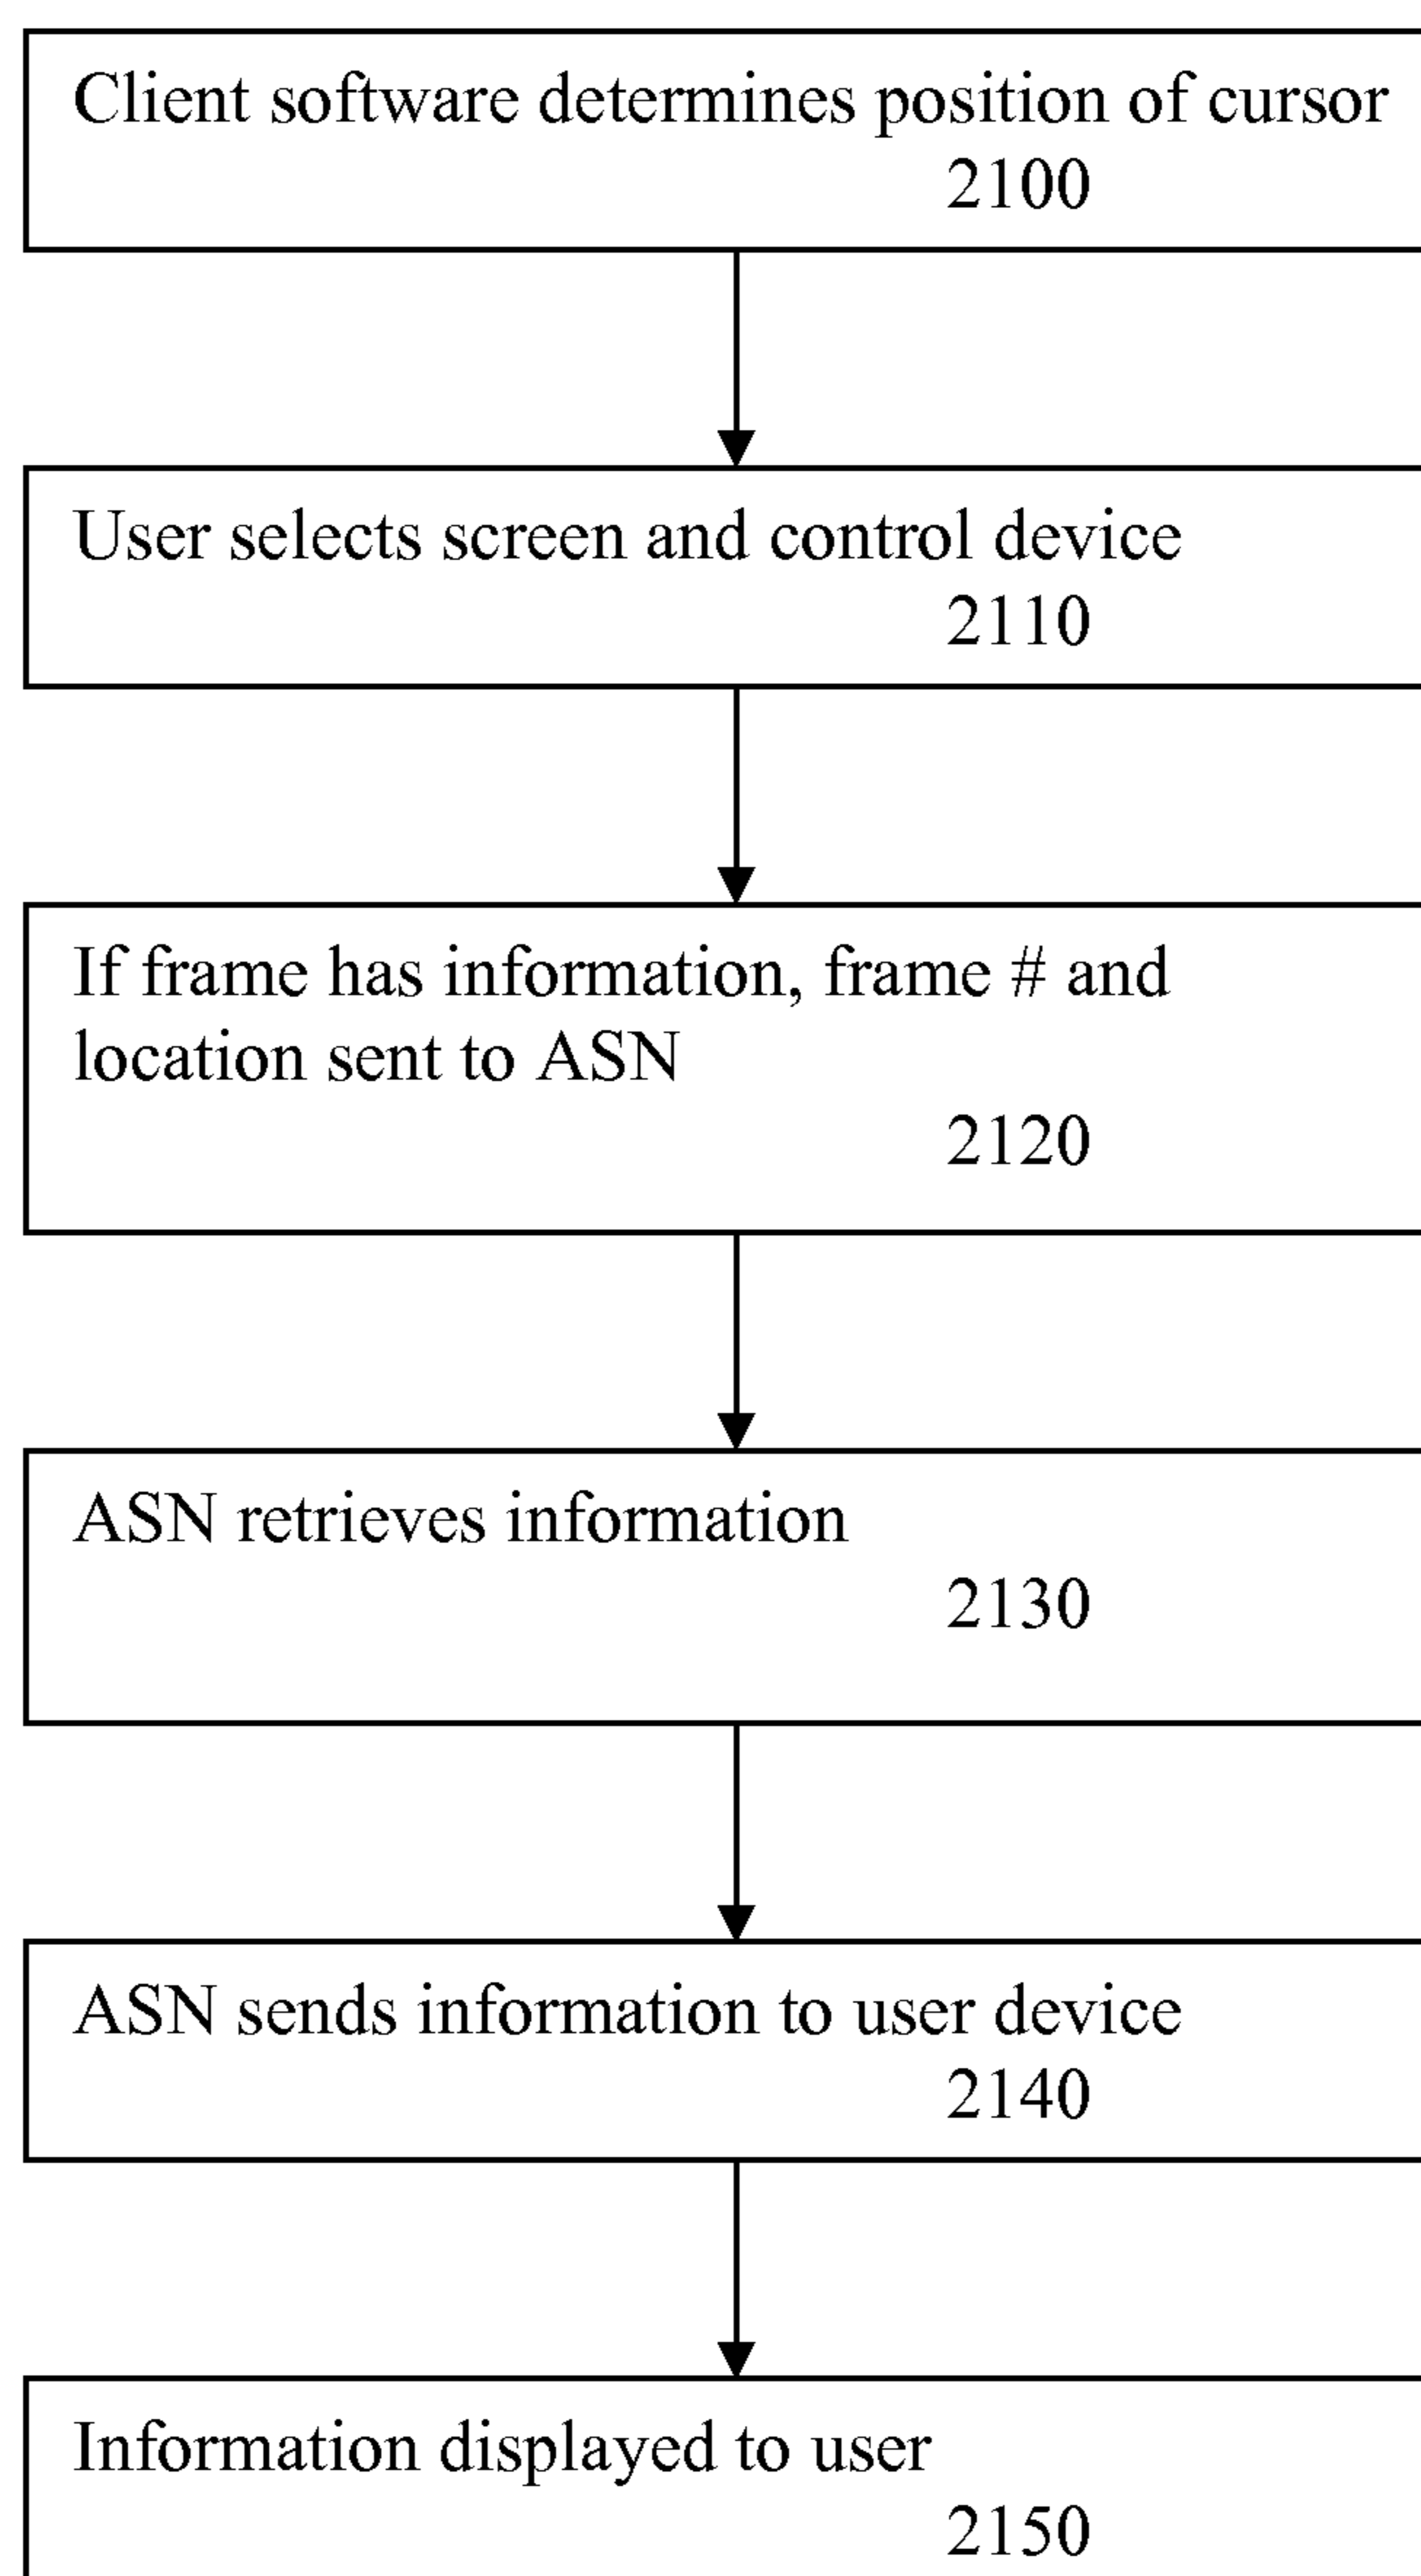 Client software determines position of cursor
2100
User selects screen and control device
2110
If frame has information, frame # and
location sent to ASN
2120
ASN retrieves information
2130
ASN sends information to user device
2140
Information displayed to user
2150